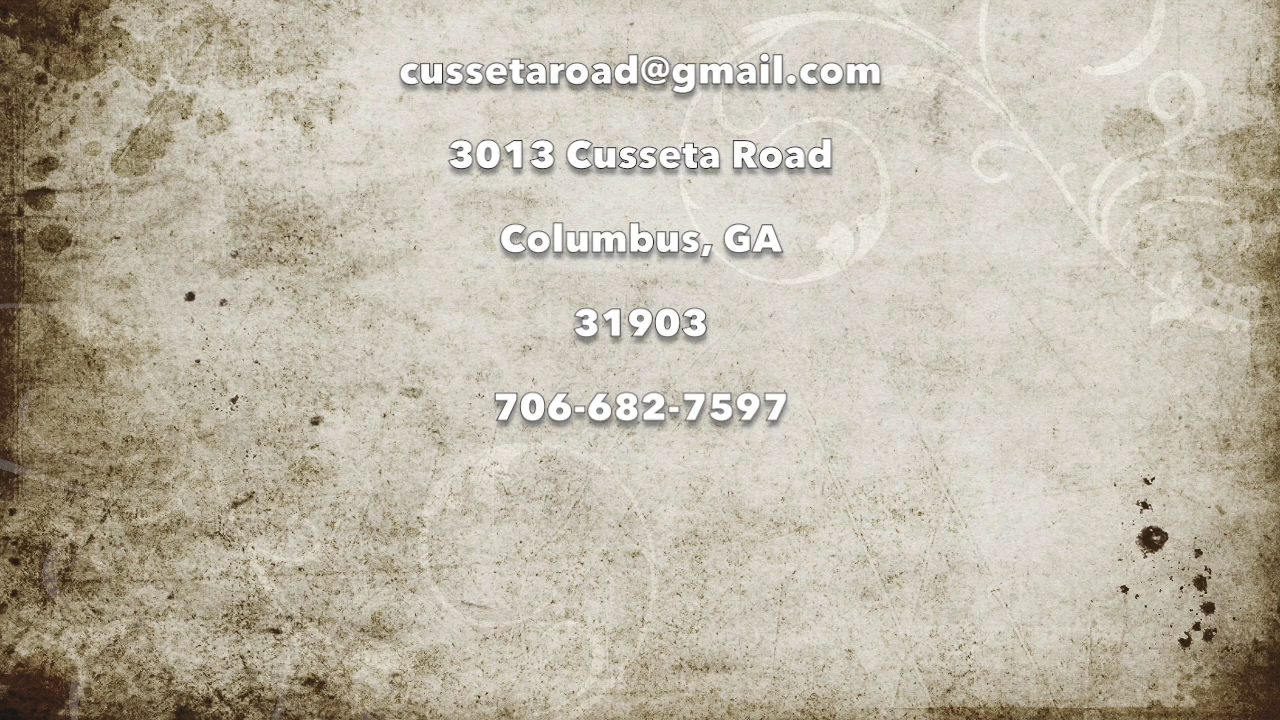 cussetaroad@gmail.com
3013 Cusseta Road
Columbus, GA
31903
706-682-7597